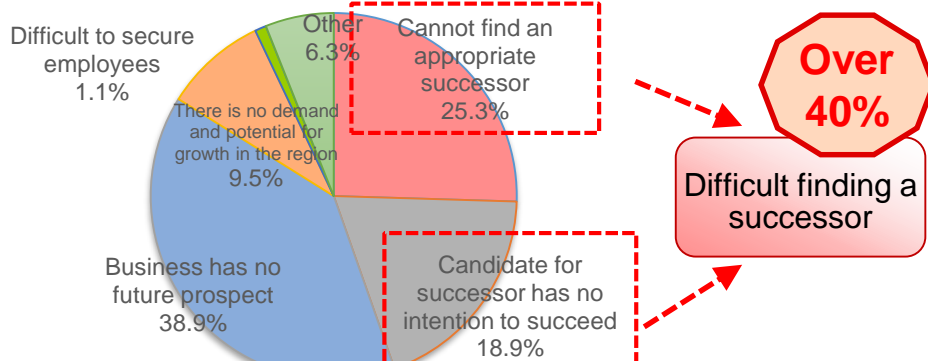 Difficult to secure
employees
1.1%
Other
6.3%
Cannot find an
appropriate
successor
25.3%
There is no demand
and potential for
growth in the region
9.5%
Business has no
future prospect
38.9%
Candidate for
successor has no
intention to succeed
18.9%
Over
40%
Difficult finding a
successor